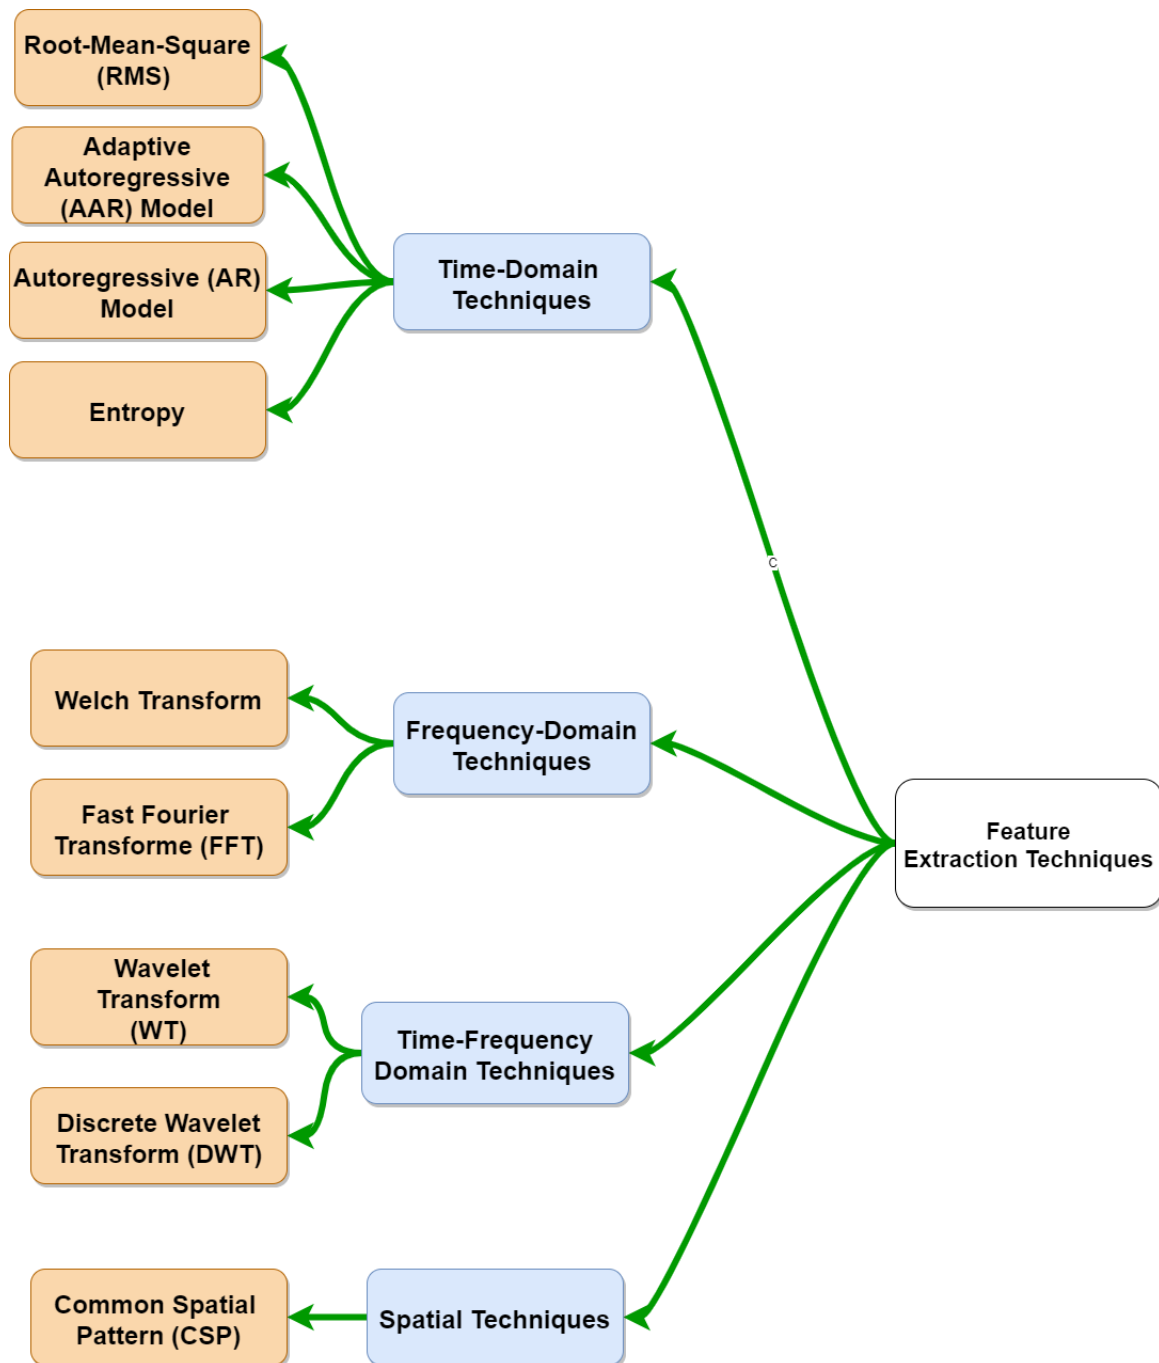 Root-Mean-Square
(RMS)
Adaptive
Autoregressive
(AAR) Model
Autoregressive (AR)
Model
Entropy
Time-Domain
Techniques
C
Welch Transform
Fast Fourier
Transforme (FFT)
Frequency-Domain
Techniques
Feature
Extraction Techniques
Wavelet
Transform
(WT)
Discrete Wavelet
Transform (DWT)
Time-Frequency
Domain Techniques
Common Spatial
Pattern (CSP)
Spatial Techniques